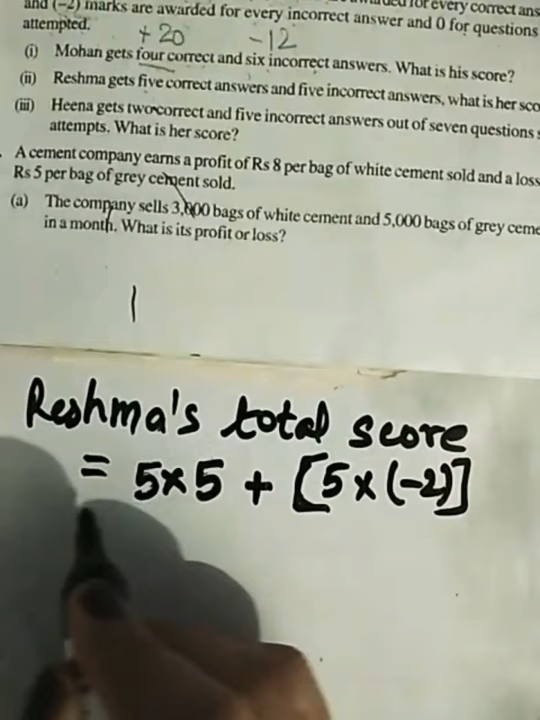 and (–2) marks are awarded for every incorrect answer and 0 for questions
attempted.
+20 -12
(i) Mohan gets four correct and six incorrect answers. What is his score?
(ii) Reshma gets five correct answers and five incorrect answers, what is her sco
(iii) Heena gets two correct and five incorrect answers out of seven questions s
attempts. What is her score?
A cement company earns a profit of Rs 8 per bag of white cement sold and a loss
Rs 5 per bag of grey cement sold.
(a) The company sells 3,000 bags of white cement and 5,000 bags of grey ceme
in a month. What is its profit or loss?
Reshma's total score
= 5×5 + [5×(-2)]